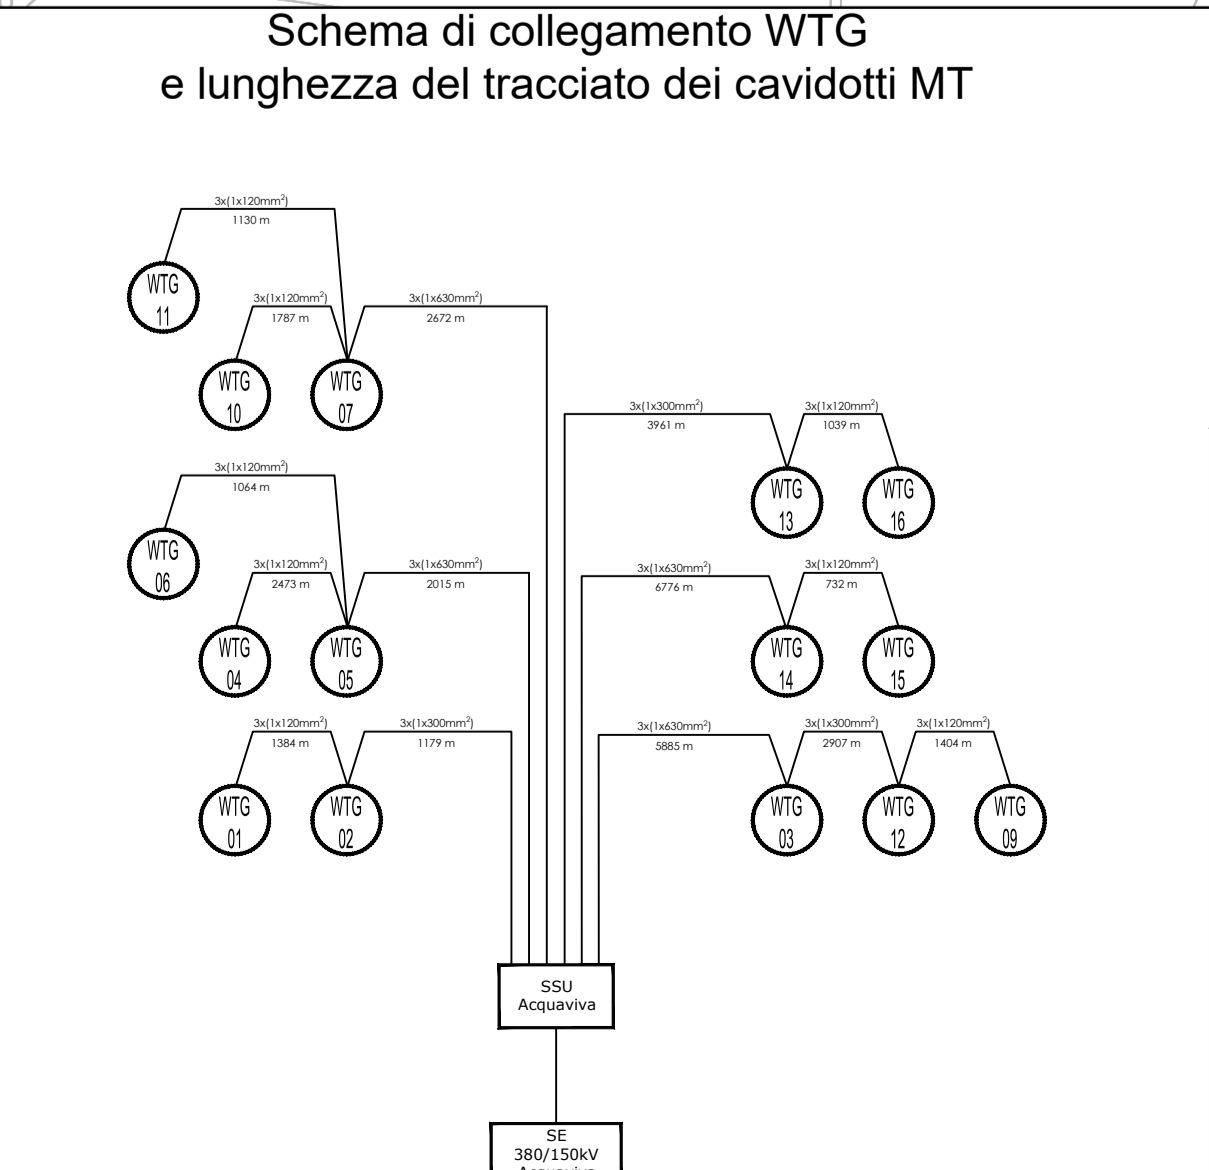 Schema di collegamento WTG
e lunghezza del tracciato dei cavidotti MT
3x(1x120mm²)
1130 m
WTG
11
3x(1x120mm²)
1787 m
3x(1x630mm²)
2672 m
WTG
10
WTG
07
3x(1x300mm²)
3961 m
3x(1x120mm²)
1039 m
WTG
13
WTG
16
3x(1x120mm²)
1064 m
WTG
06
3x(1x120mm²)
2473 m
3x(1x630mm²)
2015 m
WTG
04
WTG
05
3x(1x630mm²)
6776 m
3x(1x120mm²)
732 m
WTG
14
WTG
15
3x(1x120mm²)
1384 m
3x(1x300mm²)
1179 m
WTG
01
WTG
02
3x(1x630mm²)
5885 m
3x(1x300mm²)
2907 m
3x(1x120mm²)
1404 m
WTG
03
WTG
12
WTG
09
SSU
Acquaviva
SE
380/150kV
Acquaviva